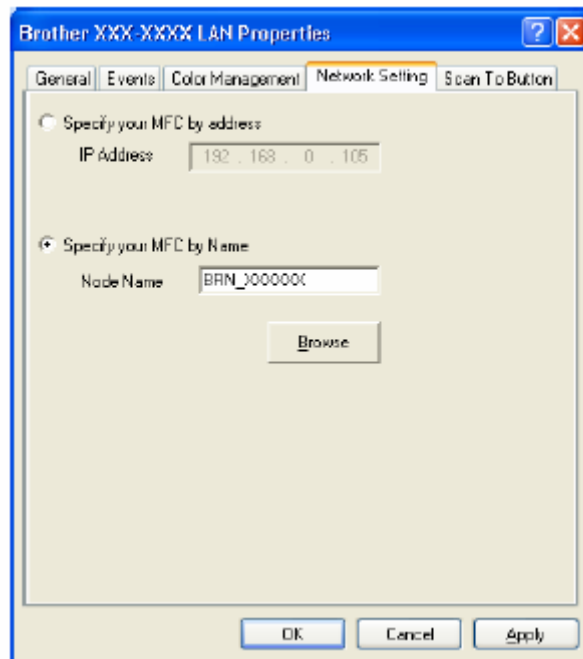 Brother XXX-XXXX LAN Properties
General Events Color Management Network Setting Scan To Button
Specify your MFC by address
IP Address 192 . 168 . 0 . 105
Specify your MFC by Name
Node Name BRN_XXXXXX
Browse
OK Cancel Apply